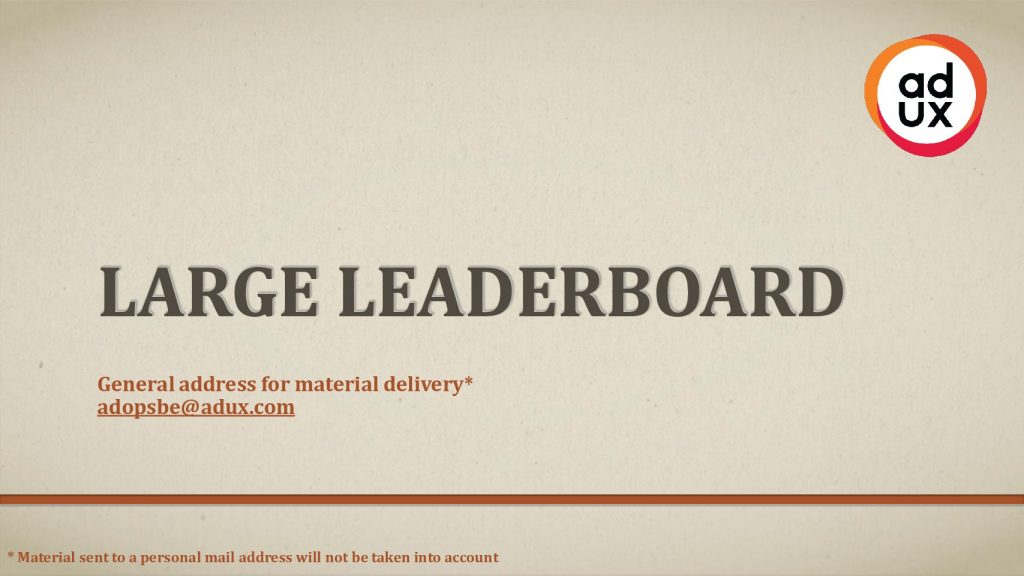 ad
ux
LARGE LEADERBOARD
General address for material delivery*
adopsbe@adux.com
* Material sent to a personal mail address will not be taken into account